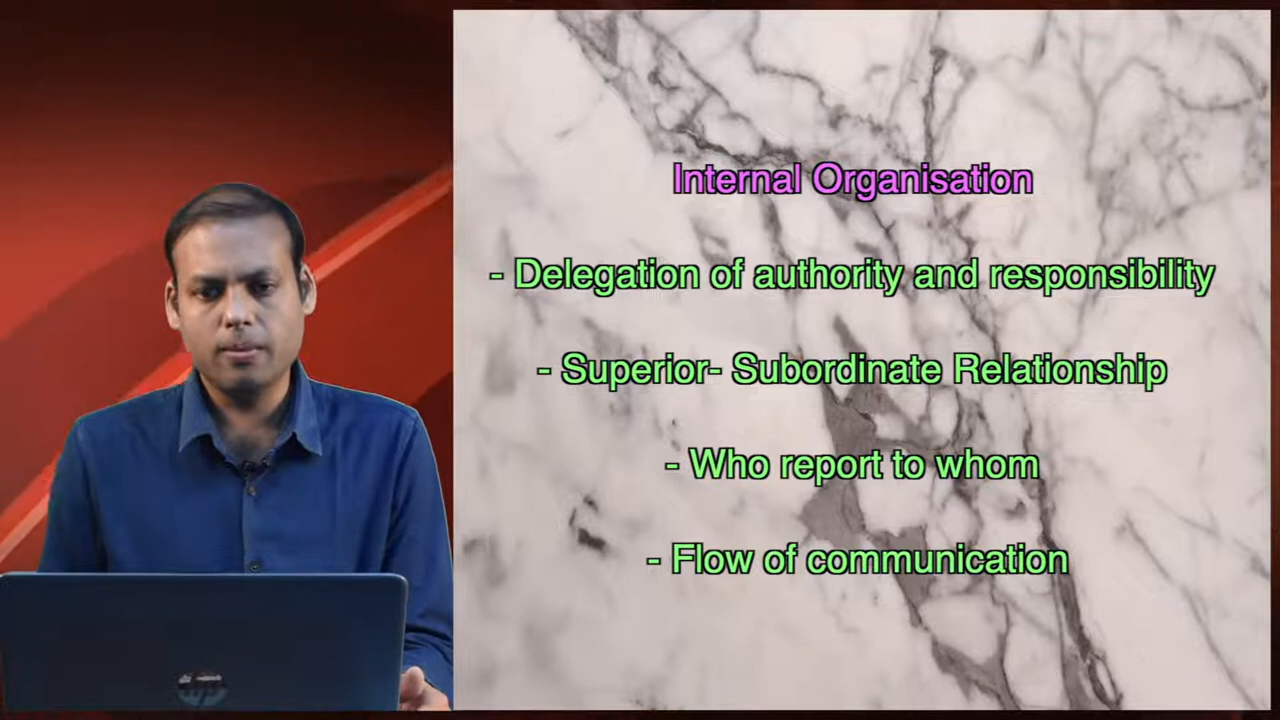 Internal Organisation
- Delegation of authority and responsibility
- Superior- Subordinate Relationship
- Who report to whom
- Flow of communication